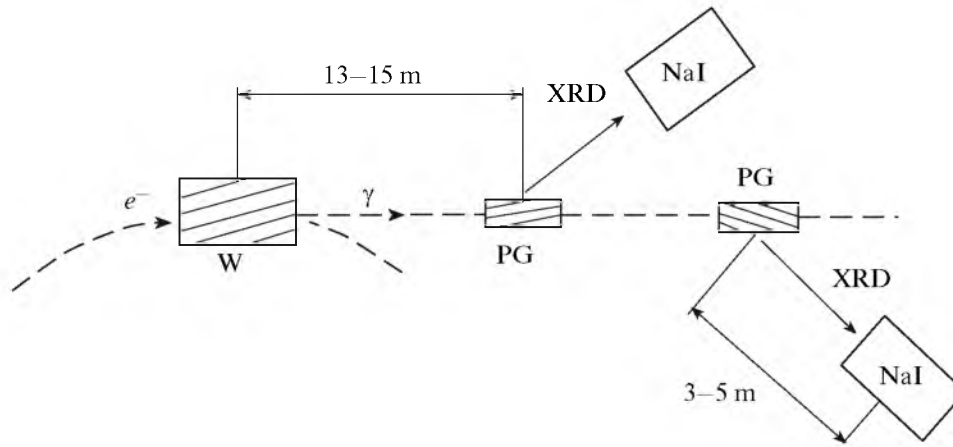 13–15 m
XRD
NaI
e⁻
γ
PG
W
PG
XRD
NaI
3–5 m